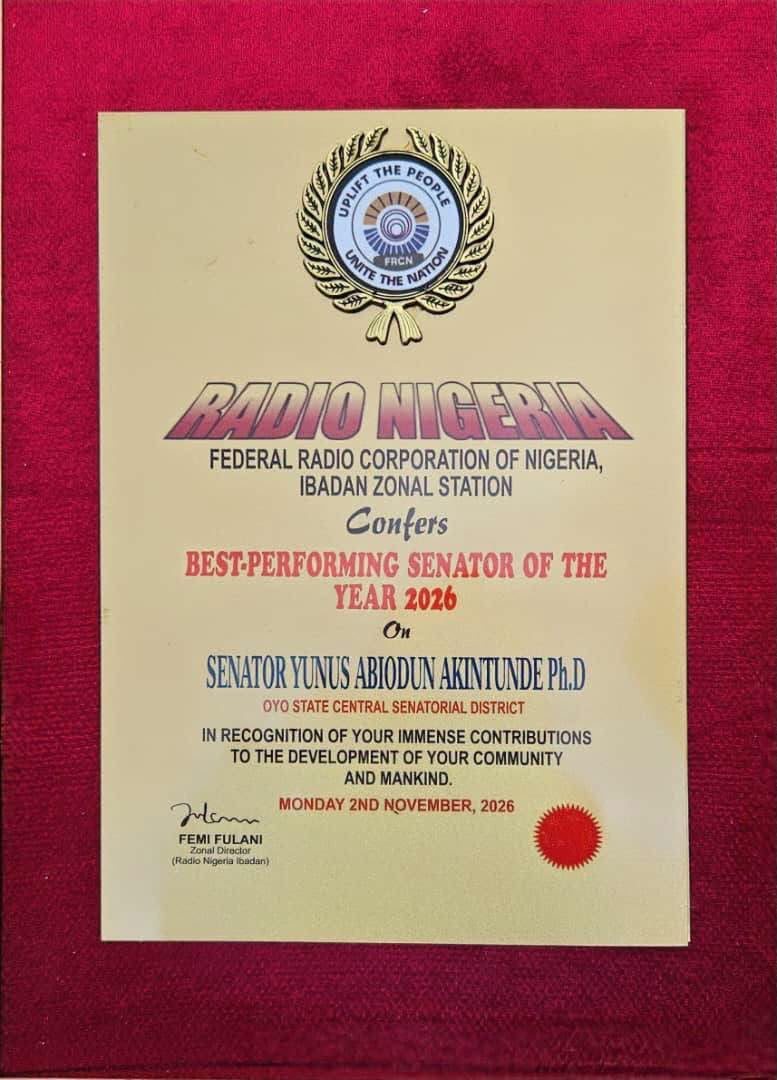 UPLIFT THE PEOPLE
FRCN
UNITE THE NATION
RADIO NIGERIA
FEDERAL RADIO CORPORATION OF NIGERIA,
IBADAN ZONAL STATION
Confers
BEST-PERFORMING SENATOR OF THE
YEAR 2026
On
SENATOR YUNUS ABIODUN AKINTUNDE Ph.D
OYO STATE CENTRAL SENATORIAL DISTRICT
IN RECOGNITION OF YOUR IMMENSE CONTRIBUTIONS
TO THE DEVELOPMENT OF YOUR COMMUNITY
AND MANKIND.
MONDAY 2ND NOVEMBER, 2026
FEMI FULANI
Zonal Director
(Radio Nigeria Ibadan)